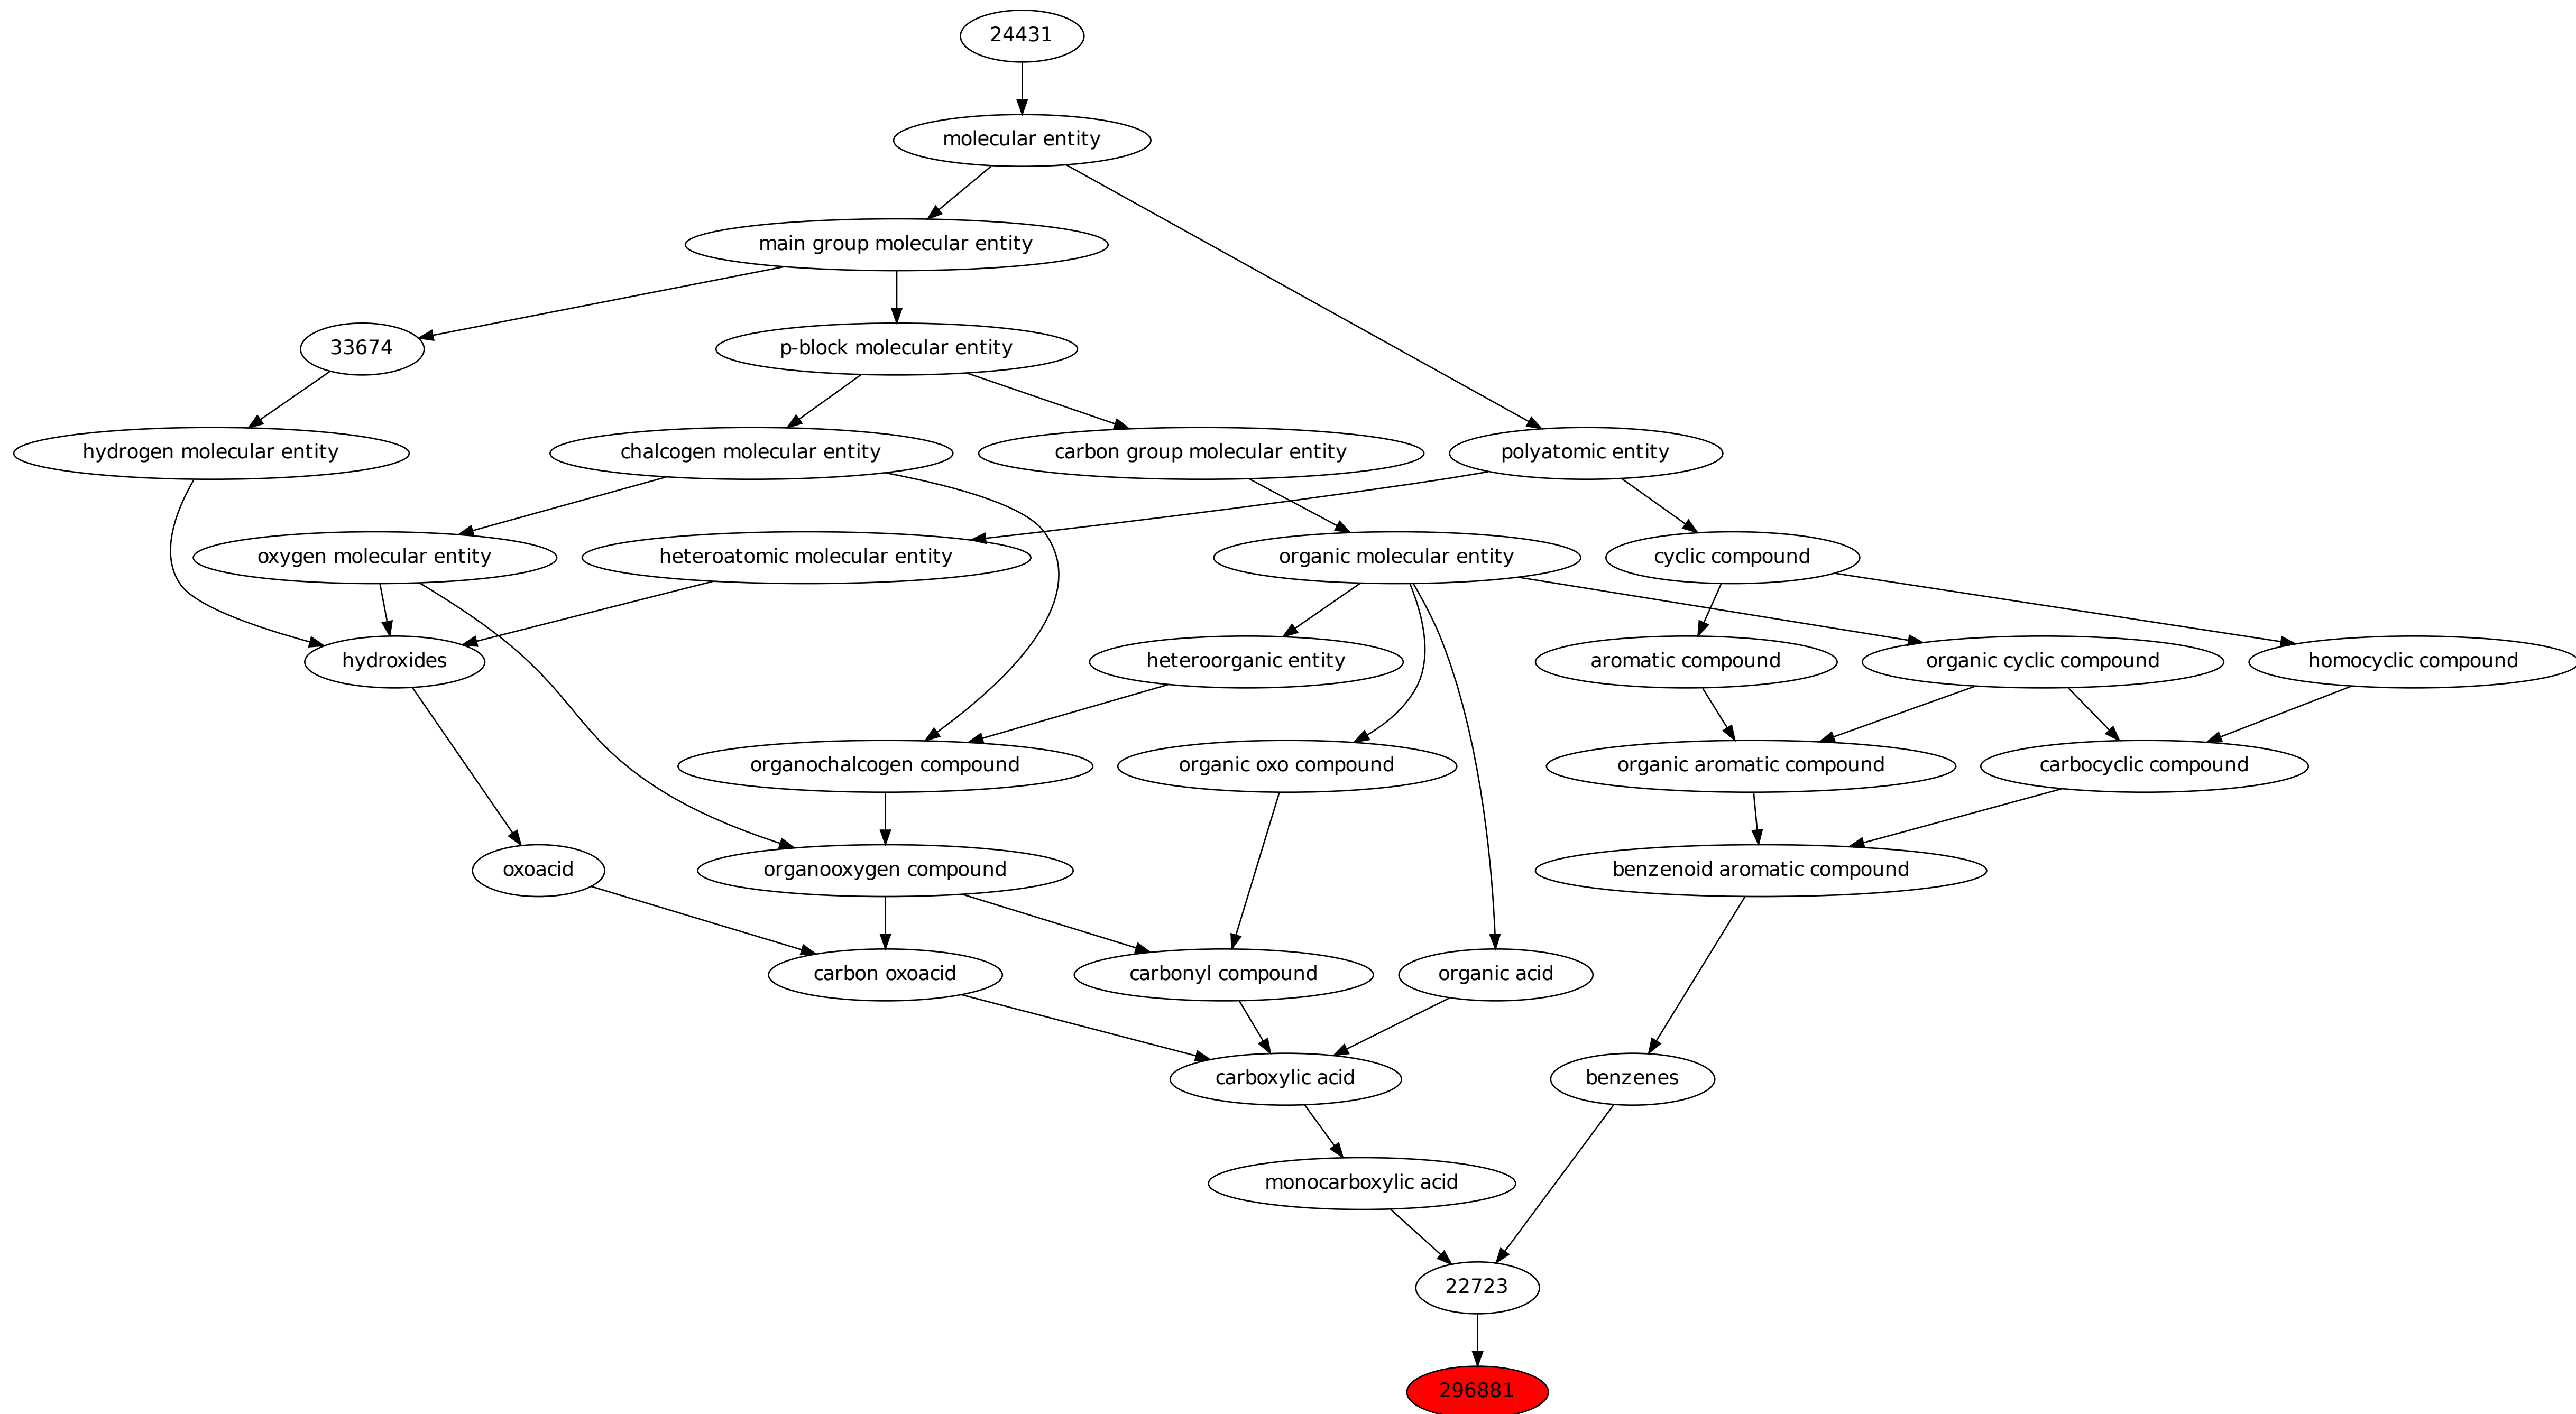 24431
molecular entity
main group molecular entity
33674
p-block molecular entity
hydrogen molecular entity
chalcogen molecular entity
carbon group molecular entity
polyatomic entity
oxygen molecular entity
heteroatomic molecular entity
organic molecular entity
cyclic compound
hydroxides
heteroorganic entity
aromatic compound
organic cyclic compound
homocyclic compound
organochalcogen compound
organic oxo compound
organic aromatic compound
carbocyclic compound
oxoacid
organooxygen compound
benzenoid aromatic compound
carbon oxoacid
carbonyl compound
organic acid
carboxylic acid
benzenes
monocarboxylic acid
22723
296881